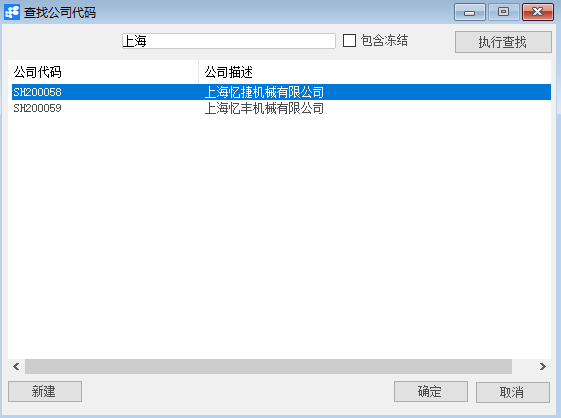 查找公司代码
上海 包含冻结 执行查找
公司代码 公司描述
SH200058 上海忆捷机械有限公司
SH200059 上海忆丰机械有限公司
新建 确定 取消